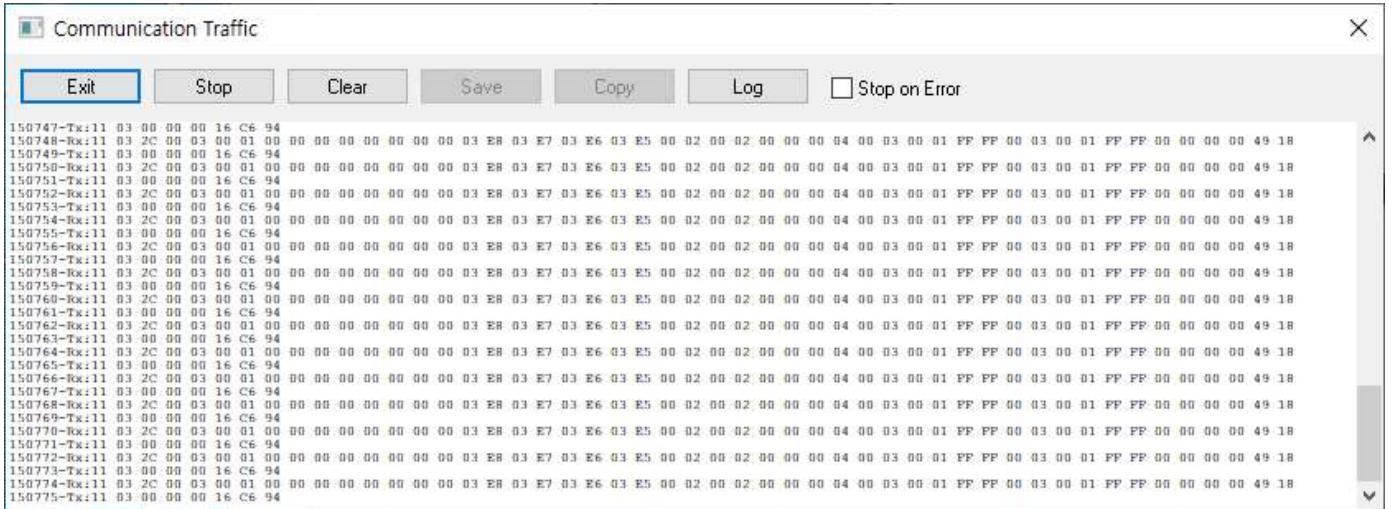 Communication Traffic
Exit Stop Clear Save Copy Log Stop on Error
150747-Tx:11 03 00 00 00 16 C6 94
150748-Rx:11 03 2C 00 03 00 01 00 00 00 00 00 00 00 00 03 E8 03 E7 03 E6 03 E5 00 02 00 02 00 00 00 04 00 03 00 01 FF FF 00 03 00 01 FF FF 00 00 00 00 49 18
150749-Tx:11 03 00 00 00 16 C6 94
150750-Rx:11 03 2C 00 03 00 01 00 00 00 00 00 00 00 00 03 E8 03 E7 03 E6 03 E5 00 02 00 02 00 00 00 04 00 03 00 01 FF FF 00 03 00 01 FF FF 00 00 00 00 49 18
150751-Tx:11 03 00 00 00 16 C6 94
150752-Rx:11 03 2C 00 03 00 01 00 00 00 00 00 00 00 00 03 E8 03 E7 03 E6 03 E5 00 02 00 02 00 00 00 04 00 03 00 01 FF FF 00 03 00 01 FF FF 00 00 00 00 49 18
150753-Tx:11 03 00 00 00 16 C6 94
150754-Rx:11 03 2C 00 03 00 01 00 00 00 00 00 00 00 00 03 E8 03 E7 03 E6 03 E5 00 02 00 02 00 00 00 04 00 03 00 01 FF FF 00 03 00 01 FF FF 00 00 00 00 49 18
150755-Tx:11 03 00 00 00 16 C6 94
150756-Rx:11 03 2C 00 03 00 01 00 00 00 00 00 00 00 00 03 E8 03 E7 03 E6 03 E5 00 02 00 02 00 00 00 04 00 03 00 01 FF FF 00 03 00 01 FF FF 00 00 00 00 49 18
150757-Tx:11 03 00 00 00 16 C6 94
150758-Rx:11 03 2C 00 03 00 01 00 00 00 00 00 00 00 00 03 E8 03 E7 03 E6 03 E5 00 02 00 02 00 00 00 04 00 03 00 01 FF FF 00 03 00 01 FF FF 00 00 00 00 49 18
150759-Tx:11 03 00 00 00 16 C6 94
150760-Rx:11 03 2C 00 03 00 01 00 00 00 00 00 00 00 00 03 E8 03 E7 03 E6 03 E5 00 02 00 02 00 00 00 04 00 03 00 01 FF FF 00 03 00 01 FF FF 00 00 00 00 49 18
150761-Tx:11 03 00 00 00 16 C6 94
150762-Rx:11 03 2C 00 03 00 01 00 00 00 00 00 00 00 00 03 E8 03 E7 03 E6 03 E5 00 02 00 02 00 00 00 04 00 03 00 01 FF FF 00 03 00 01 FF FF 00 00 00 00 49 18
150763-Tx:11 03 00 00 00 16 C6 94
150764-Rx:11 03 2C 00 03 00 01 00 00 00 00 00 00 00 00 03 E8 03 E7 03 E6 03 E5 00 02 00 02 00 00 00 04 00 03 00 01 FF FF 00 03 00 01 FF FF 00 00 00 00 49 18
150765-Tx:11 03 00 00 00 16 C6 94
150766-Rx:11 03 2C 00 03 00 01 00 00 00 00 00 00 00 00 03 E8 03 E7 03 E6 03 E5 00 02 00 02 00 00 00 04 00 03 00 01 FF FF 00 03 00 01 FF FF 00 00 00 00 49 18
150767-Tx:11 03 00 00 00 16 C6 94
150768-Rx:11 03 2C 00 03 00 01 00 00 00 00 00 00 00 00 03 E8 03 E7 03 E6 03 E5 00 02 00 02 00 00 00 04 00 03 00 01 FF FF 00 03 00 01 FF FF 00 00 00 00 49 18
150769-Tx:11 03 00 00 00 16 C6 94
150770-Rx:11 03 2C 00 03 00 01 00 00 00 00 00 00 00 00 03 E8 03 E7 03 E6 03 E5 00 02 00 02 00 00 00 04 00 03 00 01 FF FF 00 03 00 01 FF FF 00 00 00 00 49 18
150771-Tx:11 03 00 00 00 16 C6 94
150772-Rx:11 03 2C 00 03 00 01 00 00 00 00 00 00 00 00 03 E8 03 E7 03 E6 03 E5 00 02 00 02 00 00 00 04 00 03 00 01 FF FF 00 03 00 01 FF FF 00 00 00 00 49 18
150773-Tx:11 03 00 00 00 16 C6 94
150774-Rx:11 03 2C 00 03 00 01 00 00 00 00 00 00 00 00 03 E8 03 E7 03 E6 03 E5 00 02 00 02 00 00 00 04 00 03 00 01 FF FF 00 03 00 01 FF FF 00 00 00 00 49 18
150775-Tx:11 03 00 00 00 16 C6 94